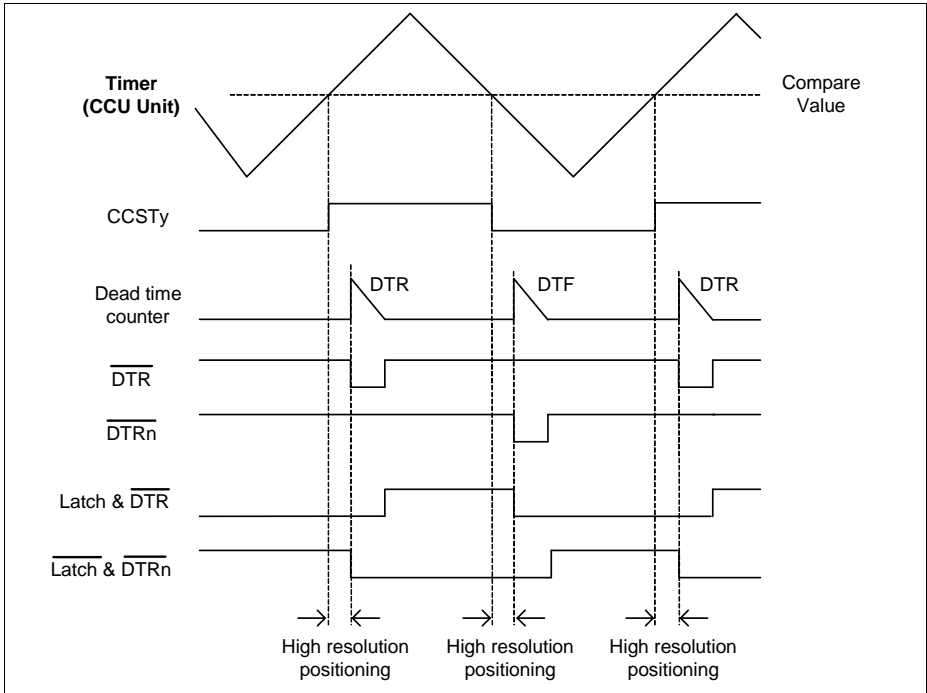 Timer
(CCU Unit)
Compare
Value
CCSTy
DTR
DTF
DTR
Dead time
counter
DTR
DTRn
Latch & DTR
Latch & DTRn
High resolution
positioning
High resolution
positioning
High resolution
positioning